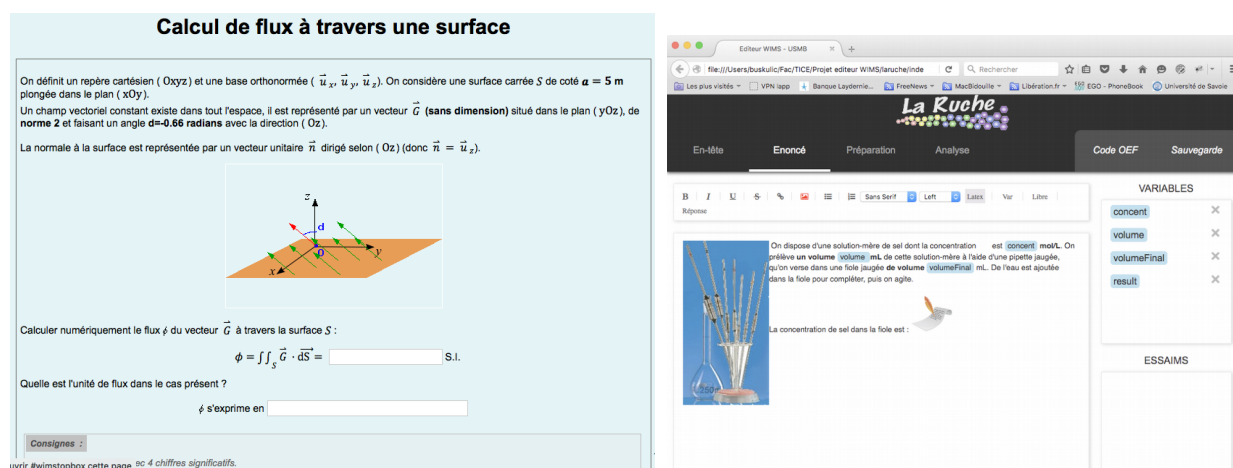 Calcul de flux à travers une surface
On définit un repère cartésien ( Oxyz ) et une base orthonormée ( u x, u y, u z ). On considère une surface carrée S de coté a = 5 m
plongée dans le plan ( xOy ).
Un champ vectoriel constant existe dans tout l'espace, il est représenté par un vecteur G (sans dimension) situé dans le plan ( yOz ), de
norme 2 et faisant un angle d=-0.66 radians avec la direction ( Oz ).
La normale à la surface est représentée par un vecteur unitaire n dirigé selon ( Oz ) (donc n = u z).
z
d
O
y
x
Calculer numériquement le flux ϕ du vecteur G à travers la surface S :
ϕ = ∫∫S G · dS = S.I.
Quelle est l'unité de flux dans le cas présent ?
ϕ s'exprime en
Consignes :
uvrir #wimstopbox cette page ec 4 chiffres significatifs.
Editeur WIMS - USMB
file:///Users/buskulic/Fac/TICE/Projet editeur WIMS/laruche/inde
Rechercher
Les plus visités VPN lapp Banque Laydernie... FreeNews MacBidouille Libération.fr EGO - PhoneBook Université de Savoie
La Ruche
En-tête Enoncé Préparation Analyse Code OEF Sauvegarde
B I U S Sans Serif Left Latex Var Libre
Réponse
On dispose d'une solution-mère de sel dont la concentration est concent mol/L. On
prélève un volume volume mL de cette solution-mère à l'aide d'une pipette jaugée,
qu'on verse dans une fiole jaugée de volume volumeFinal mL. De l'eau est ajoutée
dans la fiole pour compléter, puis on agite.
La concentration de sel dans la fiole est :
VARIABLES
concent
volume
volumeFinal
result
ESSAIMS